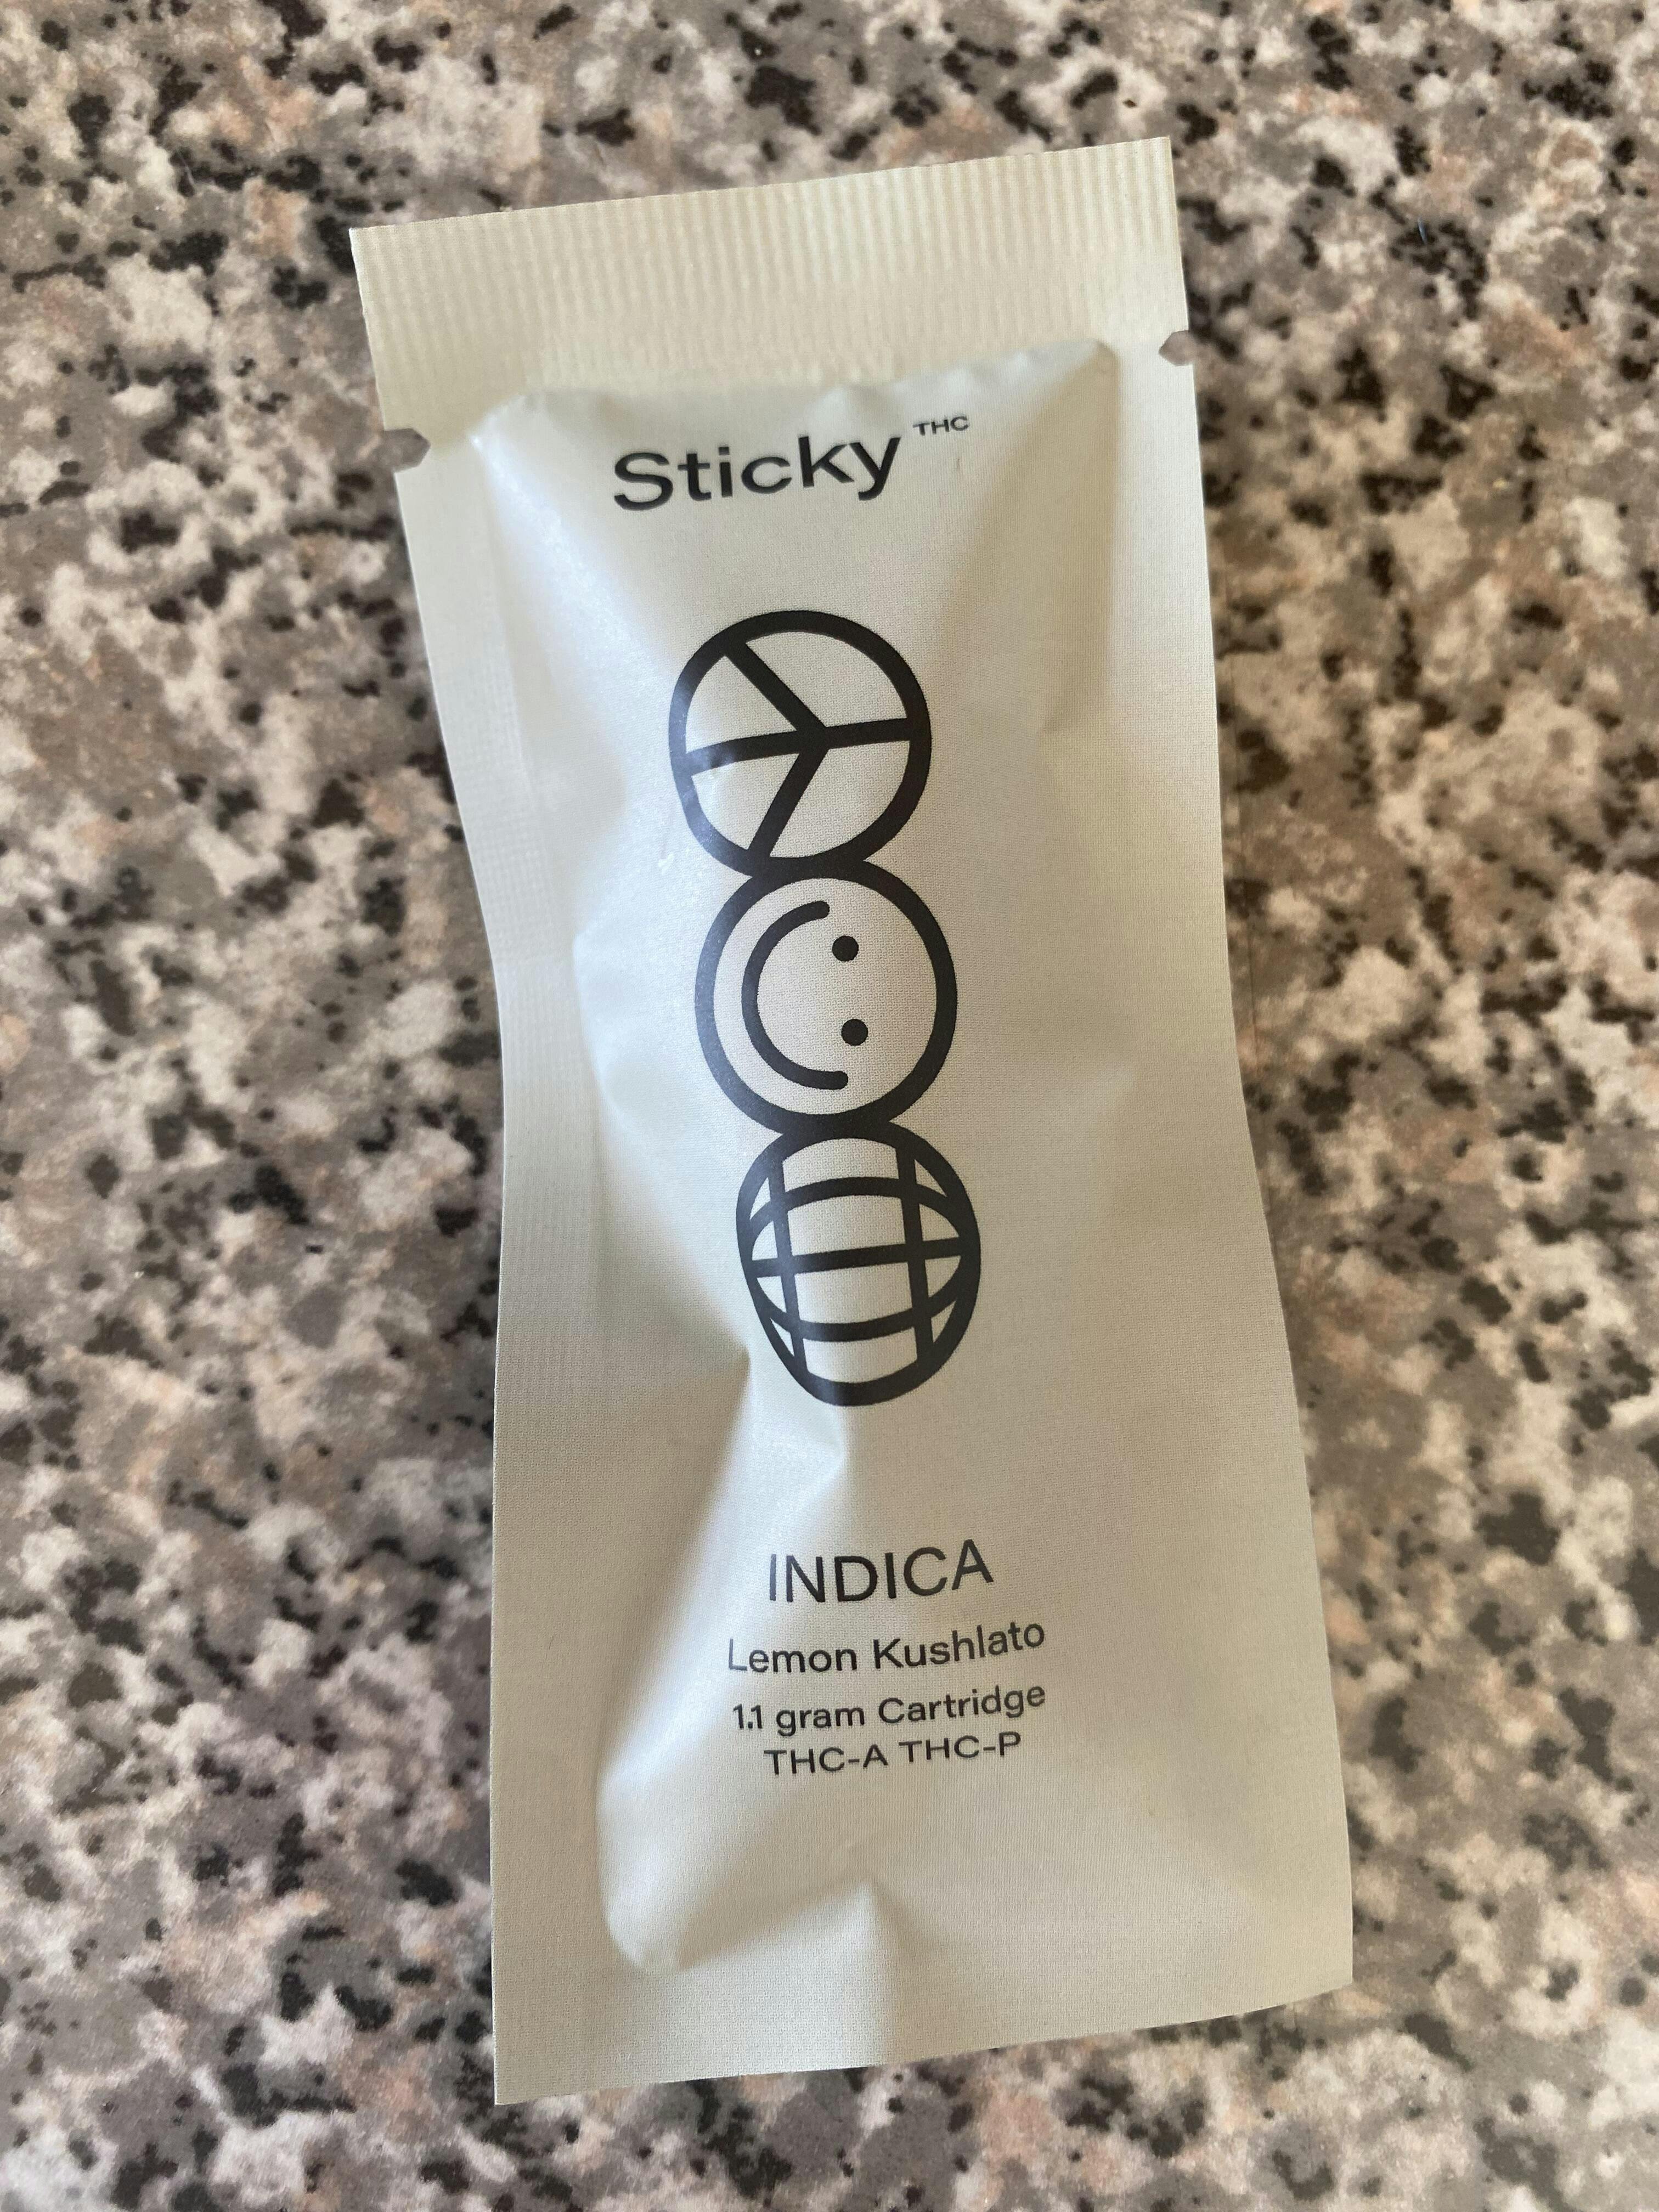 Sticky THC
INDICA
Lemon Kushlato
1.1 gram Cartridge
THC-A THC-P